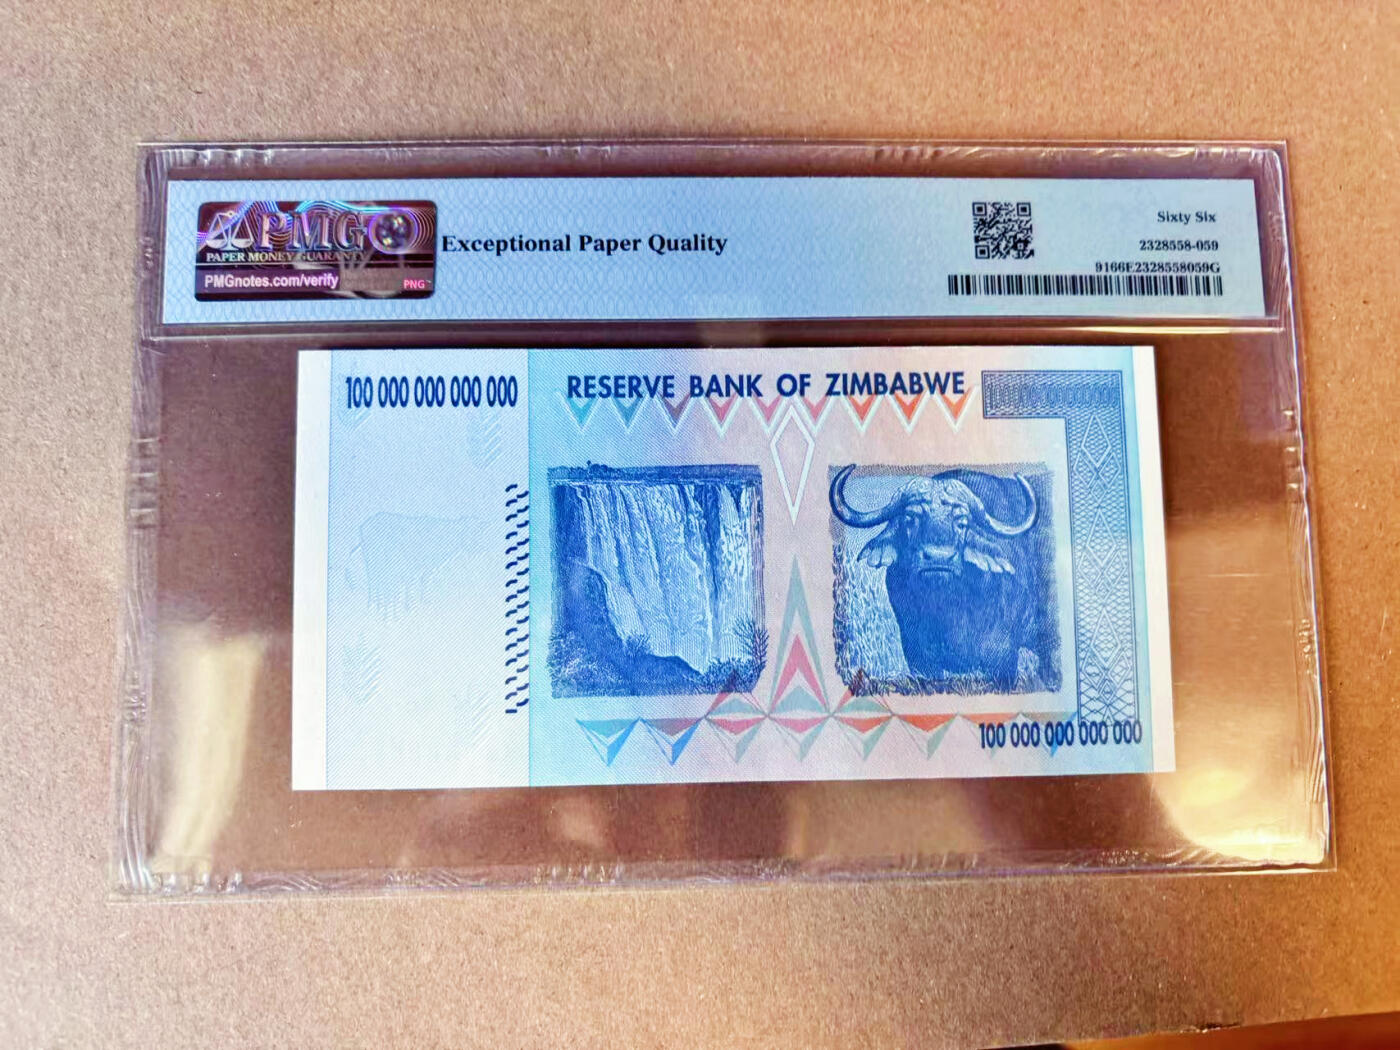 PMG
PAPER MONEY GUARANTY
PMGnotes.com/verify
PNG
Exceptional Paper Quality
Sixty Six
2328558-059
9166E2328558059G
100 000 000 000 000
RESERVE BANK OF ZIMBABWE
100 000 000 000 000